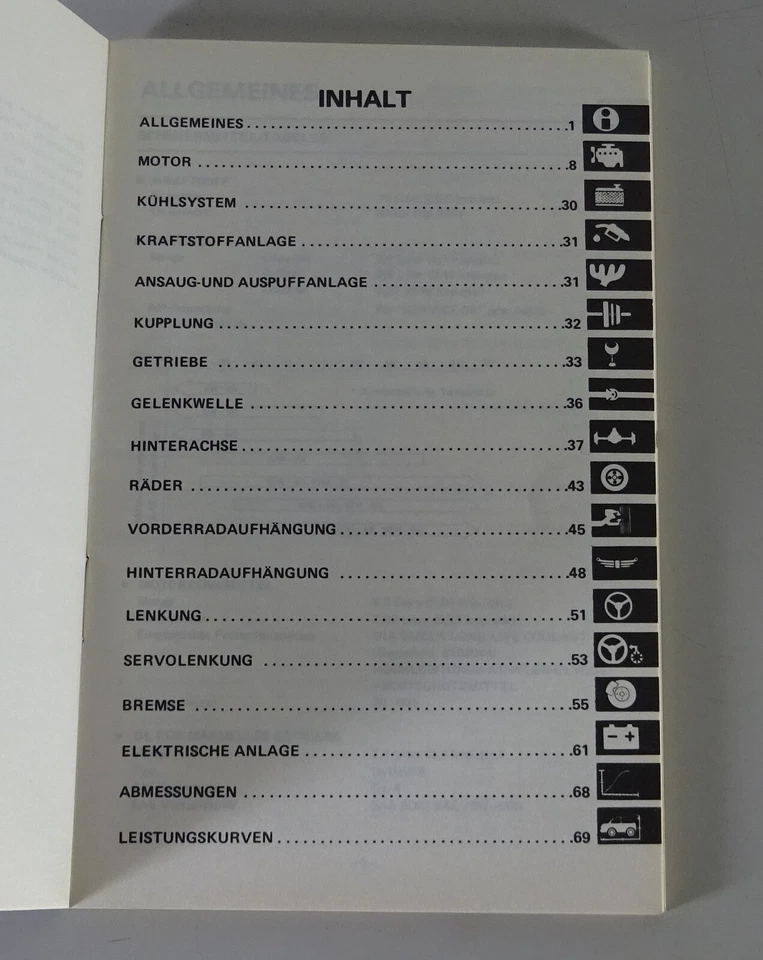 INHALT
ALLGEMEINES................................1
MOTOR.....................................8
KÜHLSYSTEM................................30
KRAFTSTOFFANLAGE..........................31
ANSAUG-UND AUSPUFFANLAGE....................31
KUPPLUNG..................................32
GETRIEBE..................................33
GELENKWELLE...............................36
HINTERACHSE................................37
RÄDER.....................................43
VORDERRADAUFHÄNGUNG.......................45
HINTERRADAUFHÄNGUNG.......................48
LENKUNG....................................51
SERVOLENKUNG..............................53
BREMSE.....................................55
ELEKTRISCHE ANLAGE..........................61
ABMESSUNGEN................................68
LEISTUNGSKURVEN.............................69